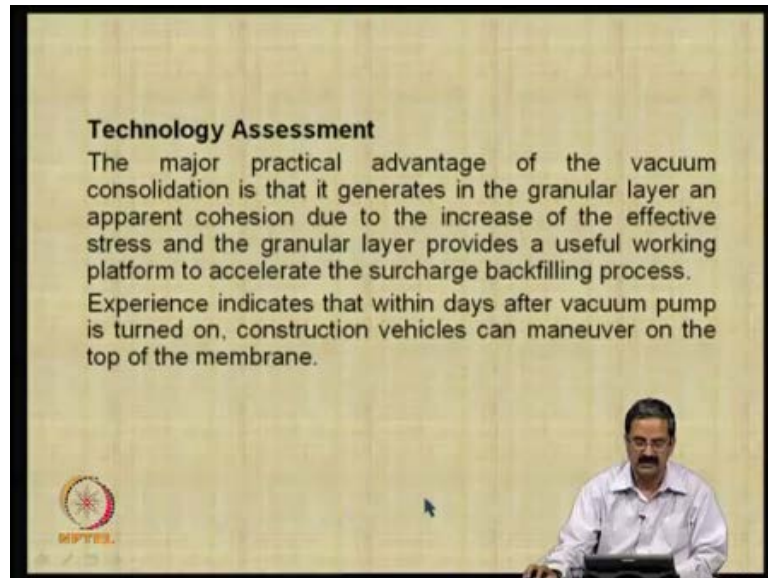 Technology Assessment
The major practical advantage of the vacuum
consolidation is that it generates in the granular layer an
apparent cohesion due to the increase of the effective
stress and the granular layer provides a useful working
platform to accelerate the surcharge backfilling process.
Experience indicates that within days after vacuum pump
is turned on, construction vehicles can maneuver on the
top of the membrane.
NPTEL